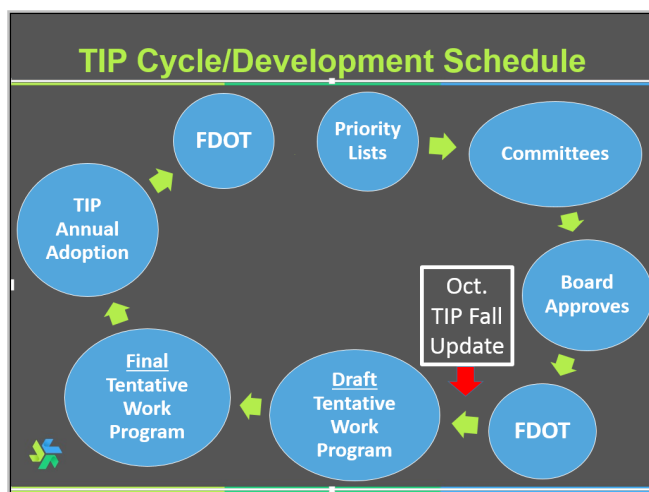 TIP Cycle/Development Schedule
FDOT
Priority
Lists
Committees
TIP
Annual
Adoption
Board
Approves
Oct.
TIP Fall
Update
Final
Tentative
Work
Program
Draft
Tentative
Work
Program
FDOT